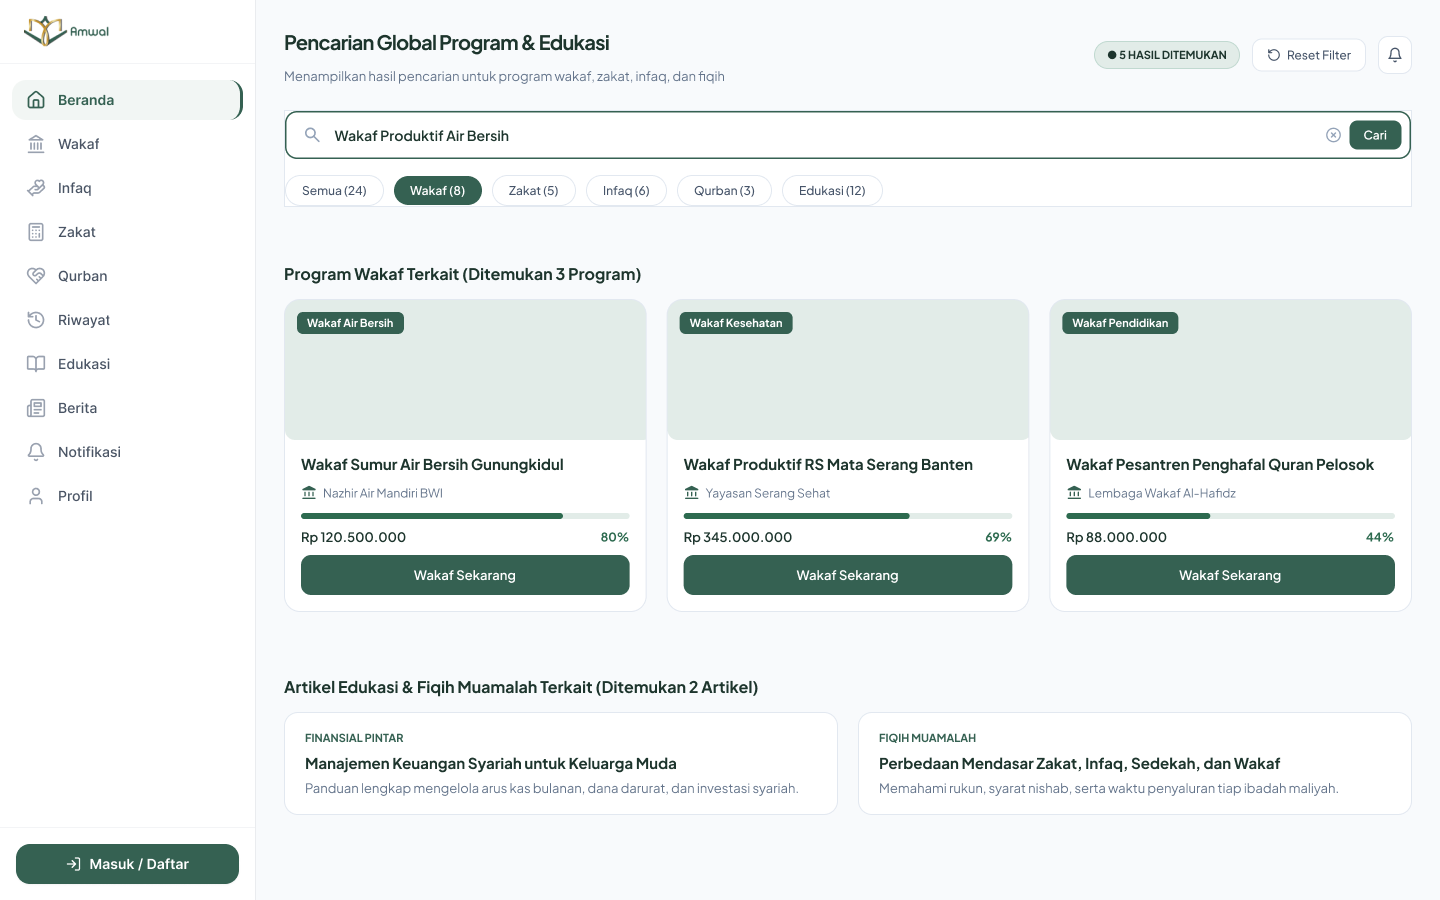 Amwal
Beranda
Wakaf
Infaq
Zakat
Qurban
Riwayat
Edukasi
Berita
Notifikasi
Profil
Masuk / Daftar
Pencarian Global Program & Edukasi
Menampilkan hasil pencarian untuk program wakaf, zakat, infaq, dan fiqih
5 HASIL DITEMUKAN
Reset Filter
Wakaf Produktif Air Bersih
Cari
Semua (24)
Wakaf (8)
Zakat (5)
Infaq (6)
Qurban (3)
Edukasi (12)
Program Wakaf Terkait (Ditemukan 3 Program)
Wakaf Air Bersih
Wakaf Sumur Air Bersih Gunungkidul
Nazhir Air Mandiri BWI
Rp 120.500.000 80%
Wakaf Sekarang
Wakaf Kesehatan
Wakaf Produktif RS Mata Serang Banten
Yayasan Serang Sehat
Rp 345.000.000 69%
Wakaf Sekarang
Wakaf Pendidikan
Wakaf Pesantren Penghafal Quran Pelosok
Lembaga Wakaf Al-Hafidz
Rp 88.000.000 44%
Wakaf Sekarang
Artikel Edukasi & Fiqih Muamalah Terkait (Ditemukan 2 Artikel)
FINANSIAL PINTAR
Manajemen Keuangan Syariah untuk Keluarga Muda
Panduan lengkap mengelola arus kas bulanan, dana darurat, dan investasi syariah.
FIQIH MUAMALAH
Perbedaan Mendasar Zakat, Infaq, Sedekah, dan Wakaf
Memahami rukun, syarat nishab, serta waktu penyaluran tiap ibadah maliyah.